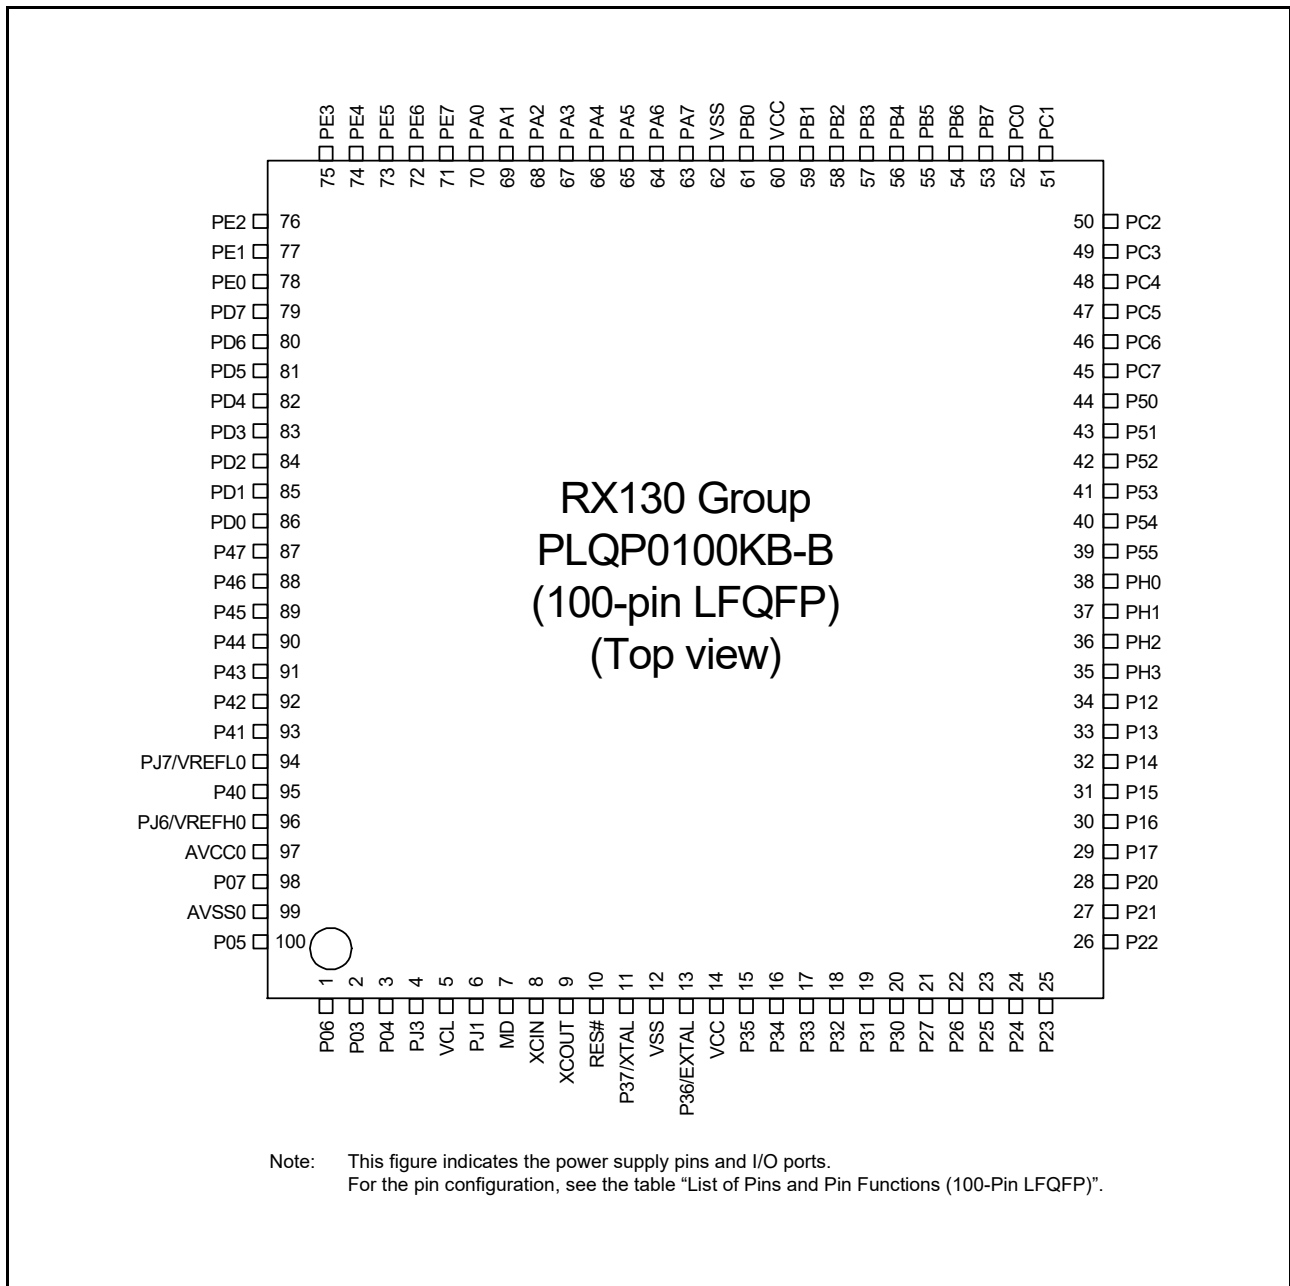 PE3 PE4 PE5 PE6 PE7 PA0 PA1 PA2 PA3 PA4 PA5 PA6 PA7 VSS PB0 VCC PB1 PB2 PB3 PB4 PB5 PB6 PB7 PC0 PC1
75 74 73 72 71 70 69 68 67 66 65 64 63 62 61 60 59 58 57 56 55 54 53 52 51
PE2 76
PE1 77
PE0 78
PD7 79
PD6 80
PD5 81
PD4 82
PD3 83
PD2 84
PD1 85
PD0 86
P47 87
P46 88
P45 89
P44 90
P43 91
P42 92
P41 93
PJ7/VREFL0 94
P40 95
PJ6/VREFH0 96
AVCC0 97
P07 98
AVSS0 99
P05 100
RX130 Group
PLQP0100KB-B
(100-pin LFQFP)
(Top view)
50 PC2
49 PC3
48 PC4
47 PC5
46 PC6
45 PC7
44 P50
43 P51
42 P52
41 P53
40 P54
39 P55
38 PH0
37 PH1
36 PH2
35 PH3
34 P12
33 P13
32 P14
31 P15
30 P16
29 P17
28 P20
27 P21
26 P22
1 2 3 4 5 6 7 8 9 10 11 12 13 14 15 16 17 18 19 20 21 22 23 24 25
P06 P03 P04 PJ3 VCL PJ1 MD XCIN XCOUT RES# P37/XTAL VSS P36/EXTAL VCC P35 P34 P33 P32 P31 P30 P27 P26 P25 P24 P23
Note: This figure indicates the power supply pins and I/O ports.
For the pin configuration, see the table “List of Pins and Pin Functions (100-Pin LFQFP)”.